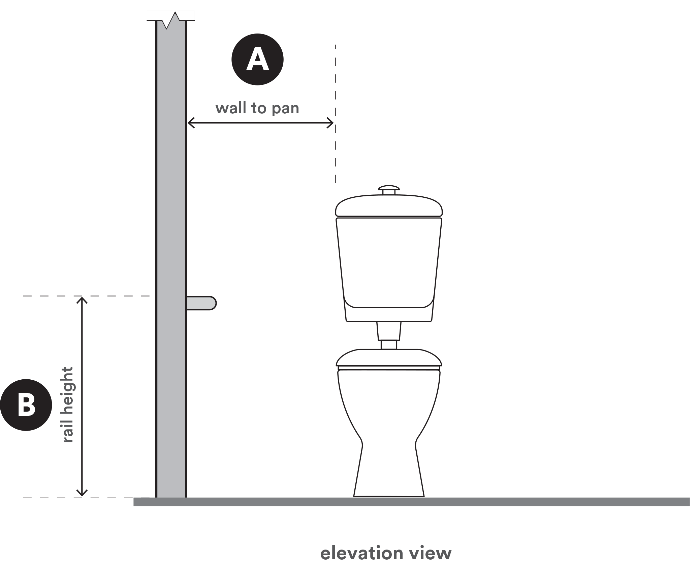 A
wall to pan
B
rail height
elevation view